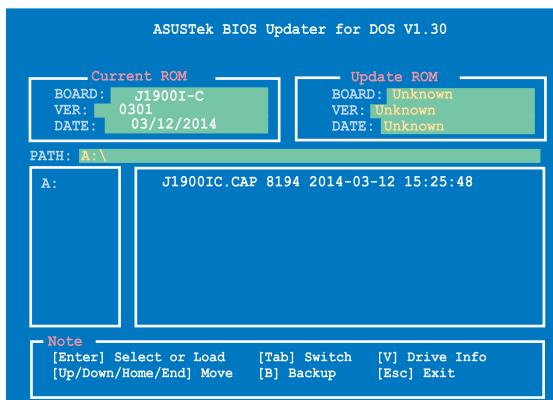 ASUSTek BIOS Updater for DOS V1.30
Current ROM
BOARD: J1900I-C
VER: 0301
DATE: 03/12/2014
Update ROM
BOARD: Unknown
VER: Unknown
DATE: Unknown
PATH: A:\
A:
J1900IC.CAP 8194 2014-03-12 15:25:48
Note
[Enter] Select or Load [Tab] Switch [V] Drive Info
[Up/Down/Home/End] Move [B] Backup [Esc] Exit